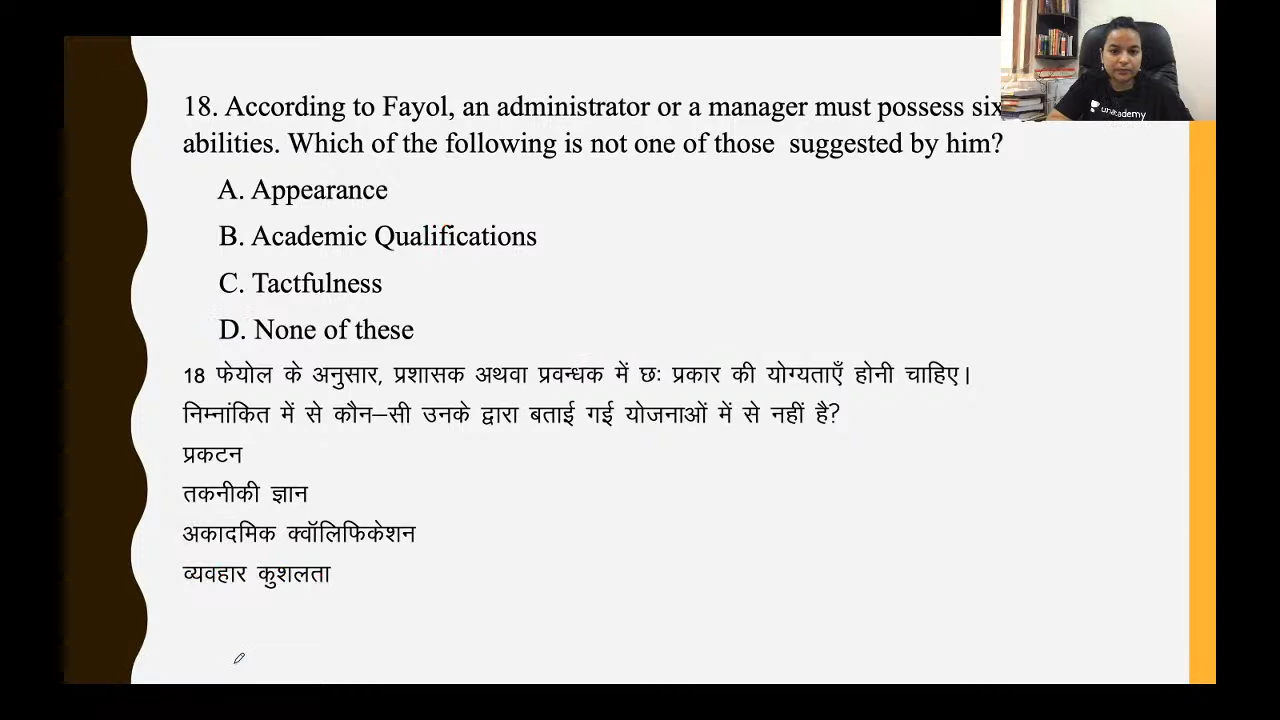 18. According to Fayol, an administrator or a manager must possess six
abilities. Which of the following is not one of those suggested by him?
A. Appearance
B. Academic Qualifications
C. Tactfulness
D. None of these
18 फेयोल के अनुसार, प्रशासक अथवा प्रवन्धक में छः प्रकार की योग्यताएँ होनी चाहिए।
निम्नांकित में से कौन–सी उनके द्वारा बताई गई योजनाओं में से नहीं है?
प्रकटन
तकनीकी ज्ञान
अकादमिक क्वॉलिफिकेशन
व्यवहार कुशलता
unacademy